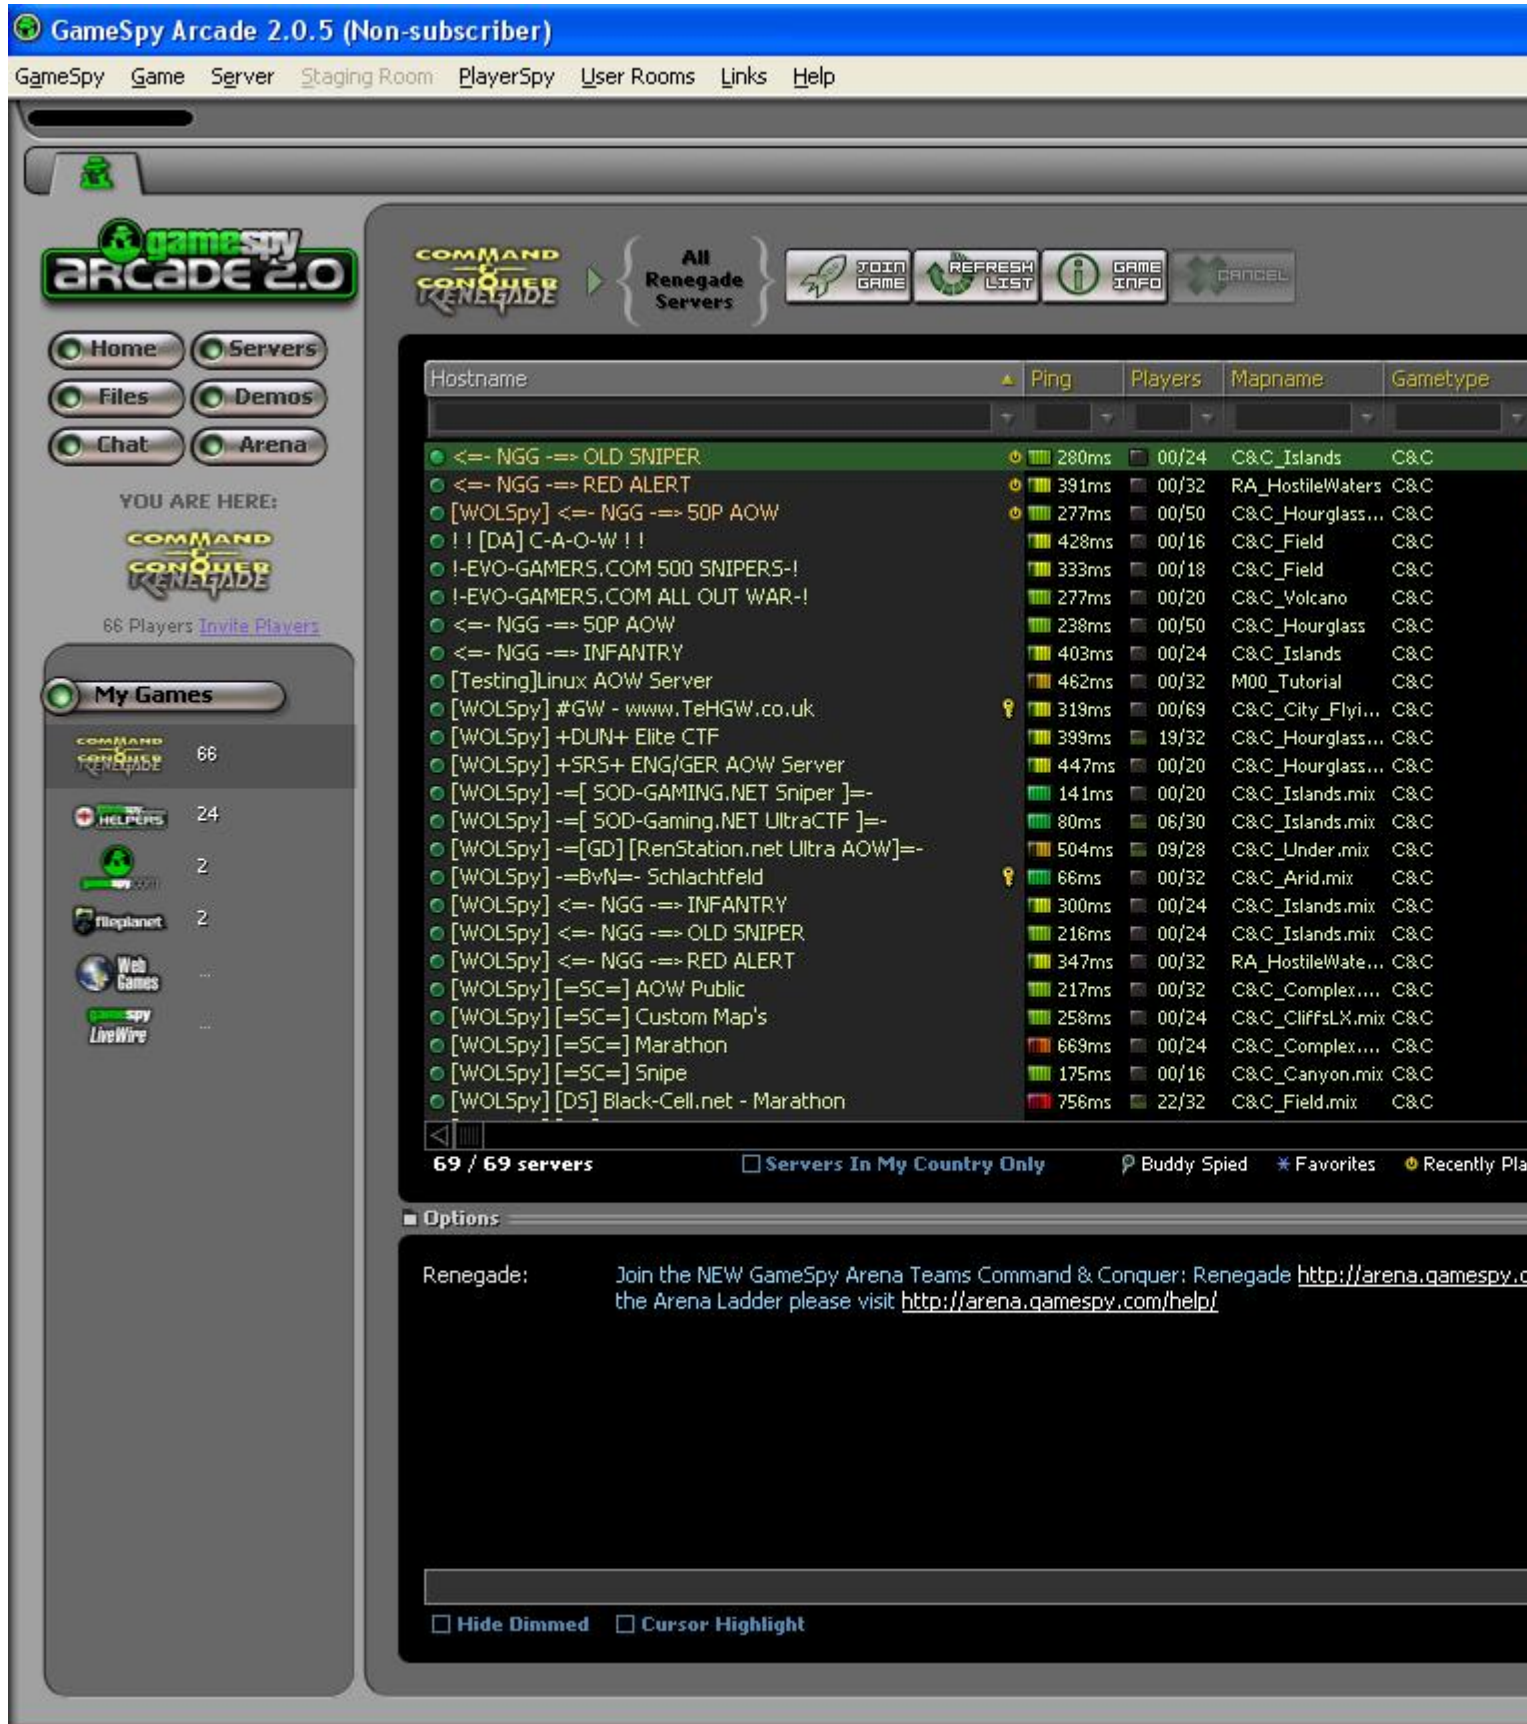 GameSpy Arcade 2.0.5 (Non-subscriber)
GameSpy Game Server Staging Room PlayerSpy User Rooms Links Help
gamespy
ARCADE 2.0
COMMAND
&
CONQUER
RENEGADE
All
Renegade
Servers
JOIN
GAME
REFRESH
LIST
GAME
INFO
CANCEL
Home Servers
Files Demos
Chat Arena
YOU ARE HERE:
COMMAND
&
CONQUER
RENEGADE
66 Players Invite Players
My Games
COMMAND
&
CONQUER
RENEGADE
66
HELPERS 24
spy.com 2
fileplanet 2
Web
Games ...
gamespy
LiveWire ...
Hostname Ping Players Mapname Gametype
<=- NGG -=> OLD SNIPER 280ms 00/24 C&C_Islands C&C
<=- NGG -=> RED ALERT 391ms 00/32 RA_HostileWaters C&C
[WOLSpy] <=- NGG -=> 50P AOW 277ms 00/50 C&C_Hourglass... C&C
! ! [DA] C-A-O-W ! ! 428ms 00/16 C&C_Field C&C
!-EVO-GAMERS.COM 500 SNIPERS-! 333ms 00/18 C&C_Field C&C
!-EVO-GAMERS.COM ALL OUT WAR-! 277ms 00/20 C&C_Volcano C&C
<=- NGG -=> 50P AOW 238ms 00/50 C&C_Hourglass C&C
<=- NGG -=> INFANTRY 403ms 00/24 C&C_Islands C&C
[Testing]Linux AOW Server 462ms 00/32 M00_Tutorial C&C
[WOLSpy] #GW - www.TeHGW.co.uk 319ms 00/69 C&C_City_Flyi... C&C
[WOLSpy] +DUN+ Elite CTF 399ms 19/32 C&C_Hourglass... C&C
[WOLSpy] +SRS+ ENG/GER AOW Server 447ms 00/20 C&C_Hourglass... C&C
[WOLSpy] -=[ SOD-GAMING.NET Sniper ]=- 141ms 00/20 C&C_Islands.mix C&C
[WOLSpy] -=[ SOD-Gaming.NET UltraCTF ]=- 80ms 06/30 C&C_Islands.mix C&C
[WOLSpy] -=[GD] [RenStation.net Ultra AOW]=- 504ms 09/28 C&C_Under.mix C&C
[WOLSpy] -=BvN=- Schlachtfeld 66ms 00/32 C&C_Arid.mix C&C
[WOLSpy] <=- NGG -=> INFANTRY 300ms 00/24 C&C_Islands.mix C&C
[WOLSpy] <=- NGG -=> OLD SNIPER 216ms 00/24 C&C_Islands.mix C&C
[WOLSpy] <=- NGG -=> RED ALERT 347ms 00/32 RA_HostileWate... C&C
[WOLSpy] [=SC=] AOW Public 217ms 00/32 C&C_Complex.... C&C
[WOLSpy] [=SC=] Custom Map's 258ms 00/24 C&C_CliffsLX.mix C&C
[WOLSpy] [=SC=] Marathon 669ms 00/24 C&C_Complex.... C&C
[WOLSpy] [=SC=] Snipe 175ms 00/16 C&C_Canyon.mix C&C
[WOLSpy] [DS] Black-Cell.net - Marathon 756ms 22/32 C&C_Field.mix C&C
69 / 69 servers Servers In My Country Only Buddy Spied Favorites Recently Pla
Options
Renegade: Join the NEW GameSpy Arena Teams Command & Conquer: Renegade http://arena.gamespy.c
the Arena Ladder please visit http://arena.gamespy.com/help/
Hide Dimmed Cursor Highlight